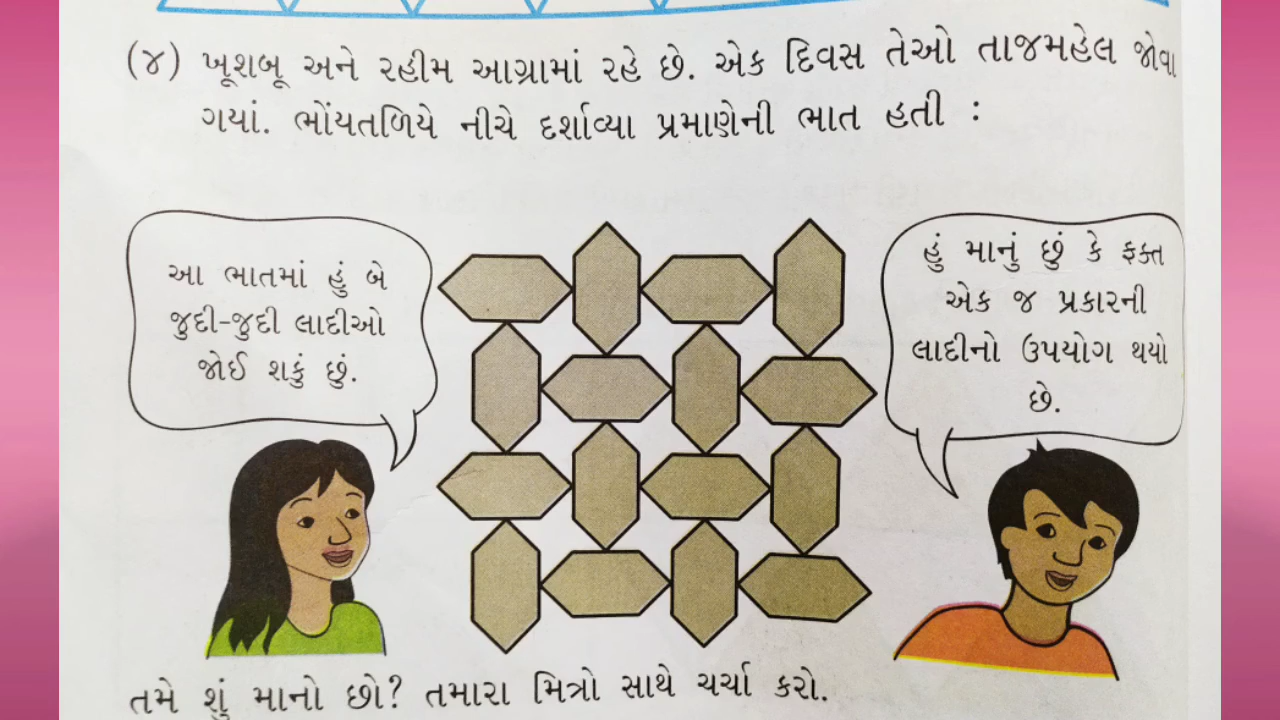 (૪) ખૂશબૂ અને રહીમ આગ્રામાં રહે છે. એક દિવસ તેઓ તાજમહેલ જોવા
ગયાં. ભોંયતળિયે નીચે દર્શાવ્યા પ્રમાણેની ભાત હતી :
આ ભાતમાં હું બે
જુદી-જુદી લાદીઓ
જોઈ શકું છું.
હું માનું છું કે ફક્ત
એક જ પ્રકારની
લાદીનો ઉપયોગ થયો
છે.
તમે શું માનો છો? તમારા મિત્રો સાથે ચર્ચા કરો.